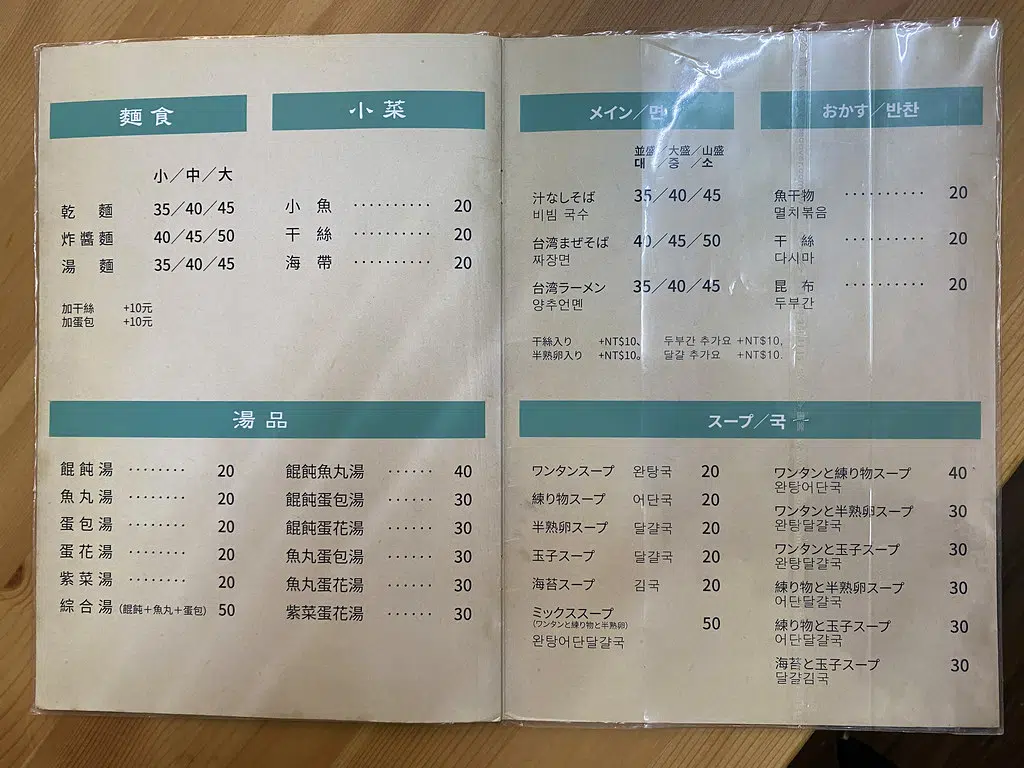 麵食
小／中／大
乾麵 35／40／45
炸醬麵 40／45／50
湯麵 35／40／45
加干絲 +10元
加蛋包 +10元
小菜
小魚 ··········· 20
干絲 ··········· 20
海帶 ··········· 20
湯品
餛飩湯 ········ 20
魚丸湯 ········ 20
蛋包湯 ········ 20
蛋花湯 ········ 20
紫菜湯 ········ 20
綜合湯(餛飩+魚丸+蛋包) 50
餛飩魚丸湯 ······ 40
餛飩蛋包湯 ······ 30
餛飩蛋花湯 ······ 30
魚丸蛋包湯 ······ 30
魚丸蛋花湯 ······ 30
紫菜蛋花湯 ······ 30
メイン／면
並盛／大盛／山盛
대／중／소
汁なしそば 35／40／45
비빔 국수
台湾まぜそば 40／45／50
짜장면
台湾ラーメン 35／40／45
양추언몐
干絲入り +NT$10、 두부간 추가요 +NT$10,
半熟卵入り +NT$10。 달걀 추가요 +NT$10.
おかず／반찬
魚干物 ·········· 20
멸치볶음
干絲 ·········· 20
다시마
昆布 ·········· 20
두부간
スープ／국
ワンタンスープ 완탕국 20
練り物スープ 어단국 20
半熟卵スープ 달걀국 20
玉子スープ 달걀국 20
海苔スープ 김국 20
ミックススープ 50
(ワンタンと練り物と半熟卵)
완탕어단달걀국
ワンタンと練り物スープ 40
완탕어단국
ワンタンと半熟卵スープ 30
완탕달걀국
ワンタンと玉子スープ 30
완탕달걀국
練り物と半熟卵スープ 30
어단달걀국
練り物と玉子スープ 30
어단달걀국
海苔と玉子スープ 30
달걀김국